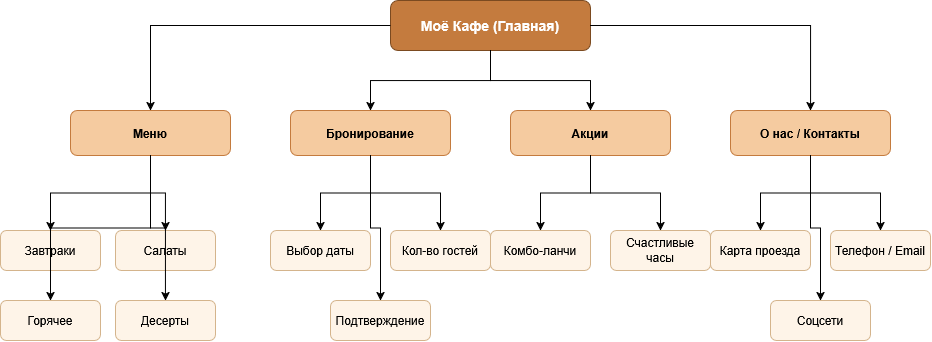 Моё Кафе (Главная)
Меню
Бронирование
Акции
О нас / Контакты
Завтраки
Салаты
Выбор даты
Кол-во гостей
Комбо-ланчи
Счастливые
часы
Карта проезда
Телефон / Email
Горячее
Десерты
Подтверждение
Соцсети